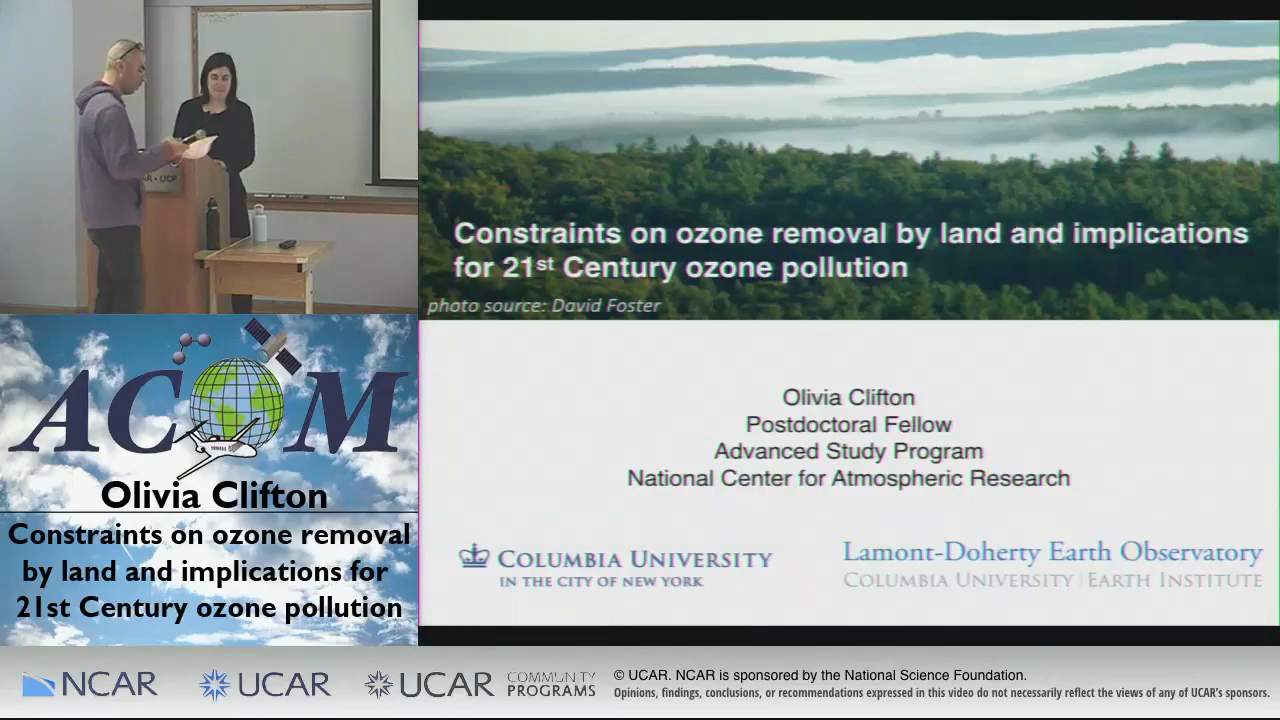 Constraints on ozone removal by land and implications
for 21st Century ozone pollution
photo source: David Foster
Olivia Clifton
Postdoctoral Fellow
Advanced Study Program
National Center for Atmospheric Research
COLUMBIA UNIVERSITY
IN THE CITY OF NEW YORK
Lamont-Doherty Earth Observatory
COLUMBIA UNIVERSITY | EARTH INSTITUTE
ACOM
Olivia Clifton
Constraints on ozone removal
by land and implications for
21st Century ozone pollution
NCAR
UCAR
UCAR
COMMUNITY
PROGRAMS
© UCAR. NCAR is sponsored by the National Science Foundation.
Opinions, findings, conclusions, or recommendations expressed in this video do not necessarily reflect the views of any of UCAR's sponsors.